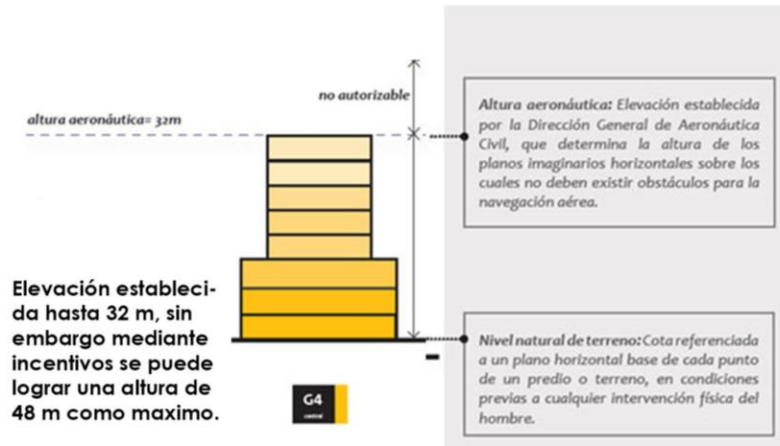 no autorizable
altura aeronáutica= 32m
Altura aeronáutica: Elevación establecida
por la Dirección General de Aeronáutica
Civil, que determina la altura de los
planos imaginarios horizontales sobre los
cuales no deben existir obstáculos para la
navegación aérea.
Elevación estableci-
da hasta 32 m, sin
embargo mediante
incentivos se puede
lograr una altura de
48 m como maximo.
Nivel natural de terreno: Cota referenciada
a un plano horizontal base de cada punto
de un predio o terreno, en condiciones
previas a cualquier intervención física del
hombre.
G4
central